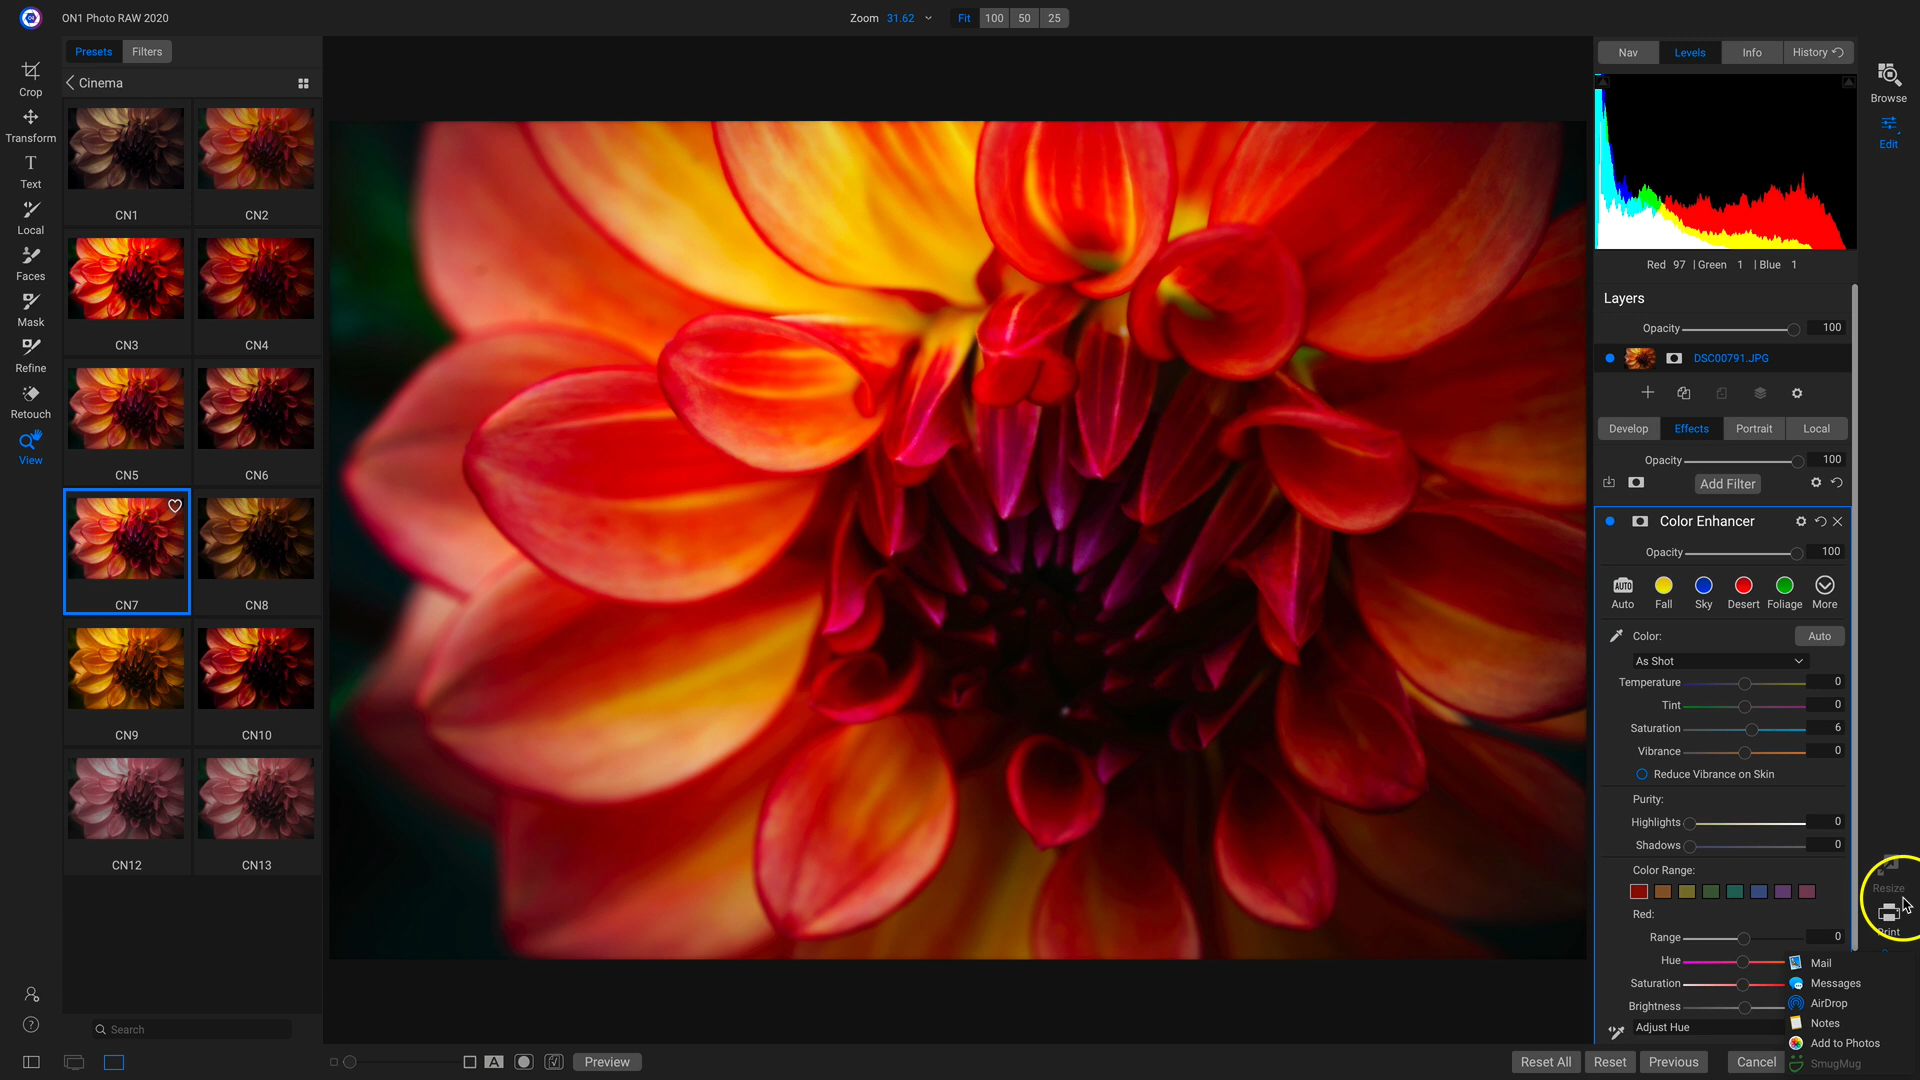 ON1 Photo RAW 2020
Zoom 31.62 Fit 100 50 25
Presets Filters
Cinema
Crop
Transform
Text
Local
Faces
Mask
Refine
Retouch
View
CN1 CN2
CN3 CN4
CN5 CN6
CN7 CN8
CN9 CN10
CN12 CN13
Search
Preview
Nav Levels Info History
Red 97 | Green 1 | Blue 1
Layers
Opacity 100
DSC00791.JPG
Develop Effects Portrait Local
Opacity 100
Add Filter
Color Enhancer
Opacity 100
AUTO
Auto Fall Sky Desert Foliage More
Color: Auto
As Shot
Temperature 0
Tint 0
Saturation 6
Vibrance 0
Reduce Vibrance on Skin
Purity:
Highlights 0
Shadows 0
Color Range:
Red:
Range 0
Hue
Saturation
Brightness
Adjust Hue
Reset All Reset Previous Cancel
Browse
Edit
Resize
Print
Mail
Messages
AirDrop
Notes
Add to Photos
SmugMug